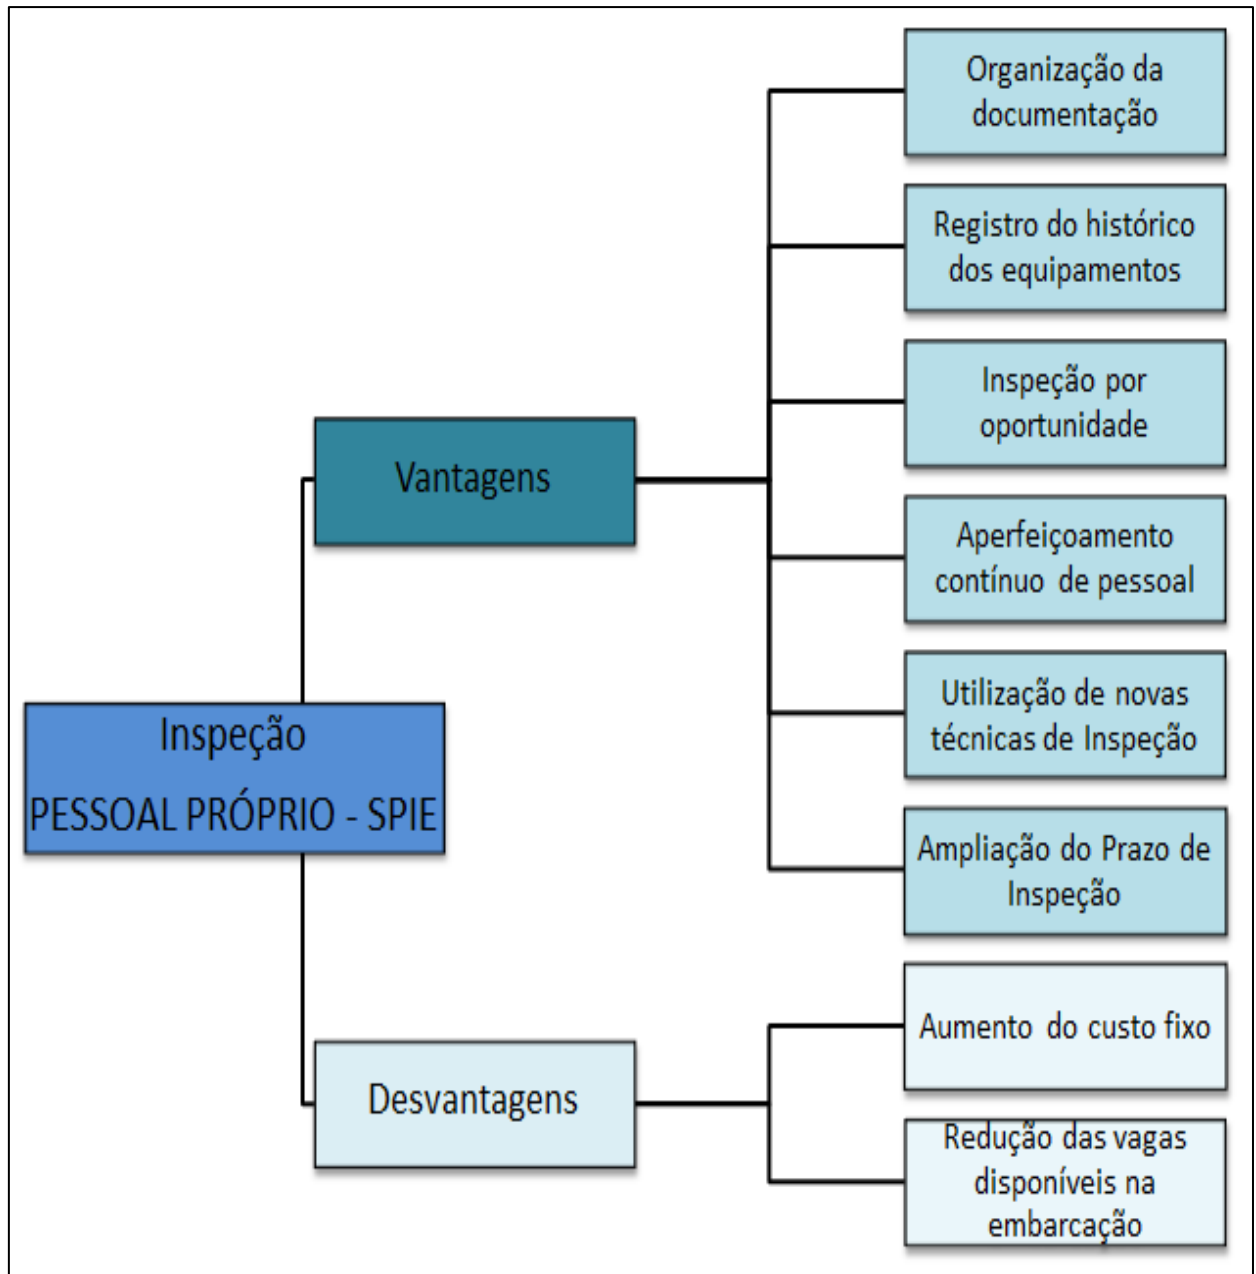 Inspeção
PESSOAL PRÓPRIO - SPIE
Vantagens
Organização da
documentação
Registro do histórico
dos equipamentos
Inspeção por
oportunidade
Aperfeiçoamento
contínuo de pessoal
Utilização de novas
técnicas de Inspeção
Ampliação do Prazo de
Inspeção
Desvantagens
Aumento do custo fixo
Redução das vagas
disponíveis na
embarcação